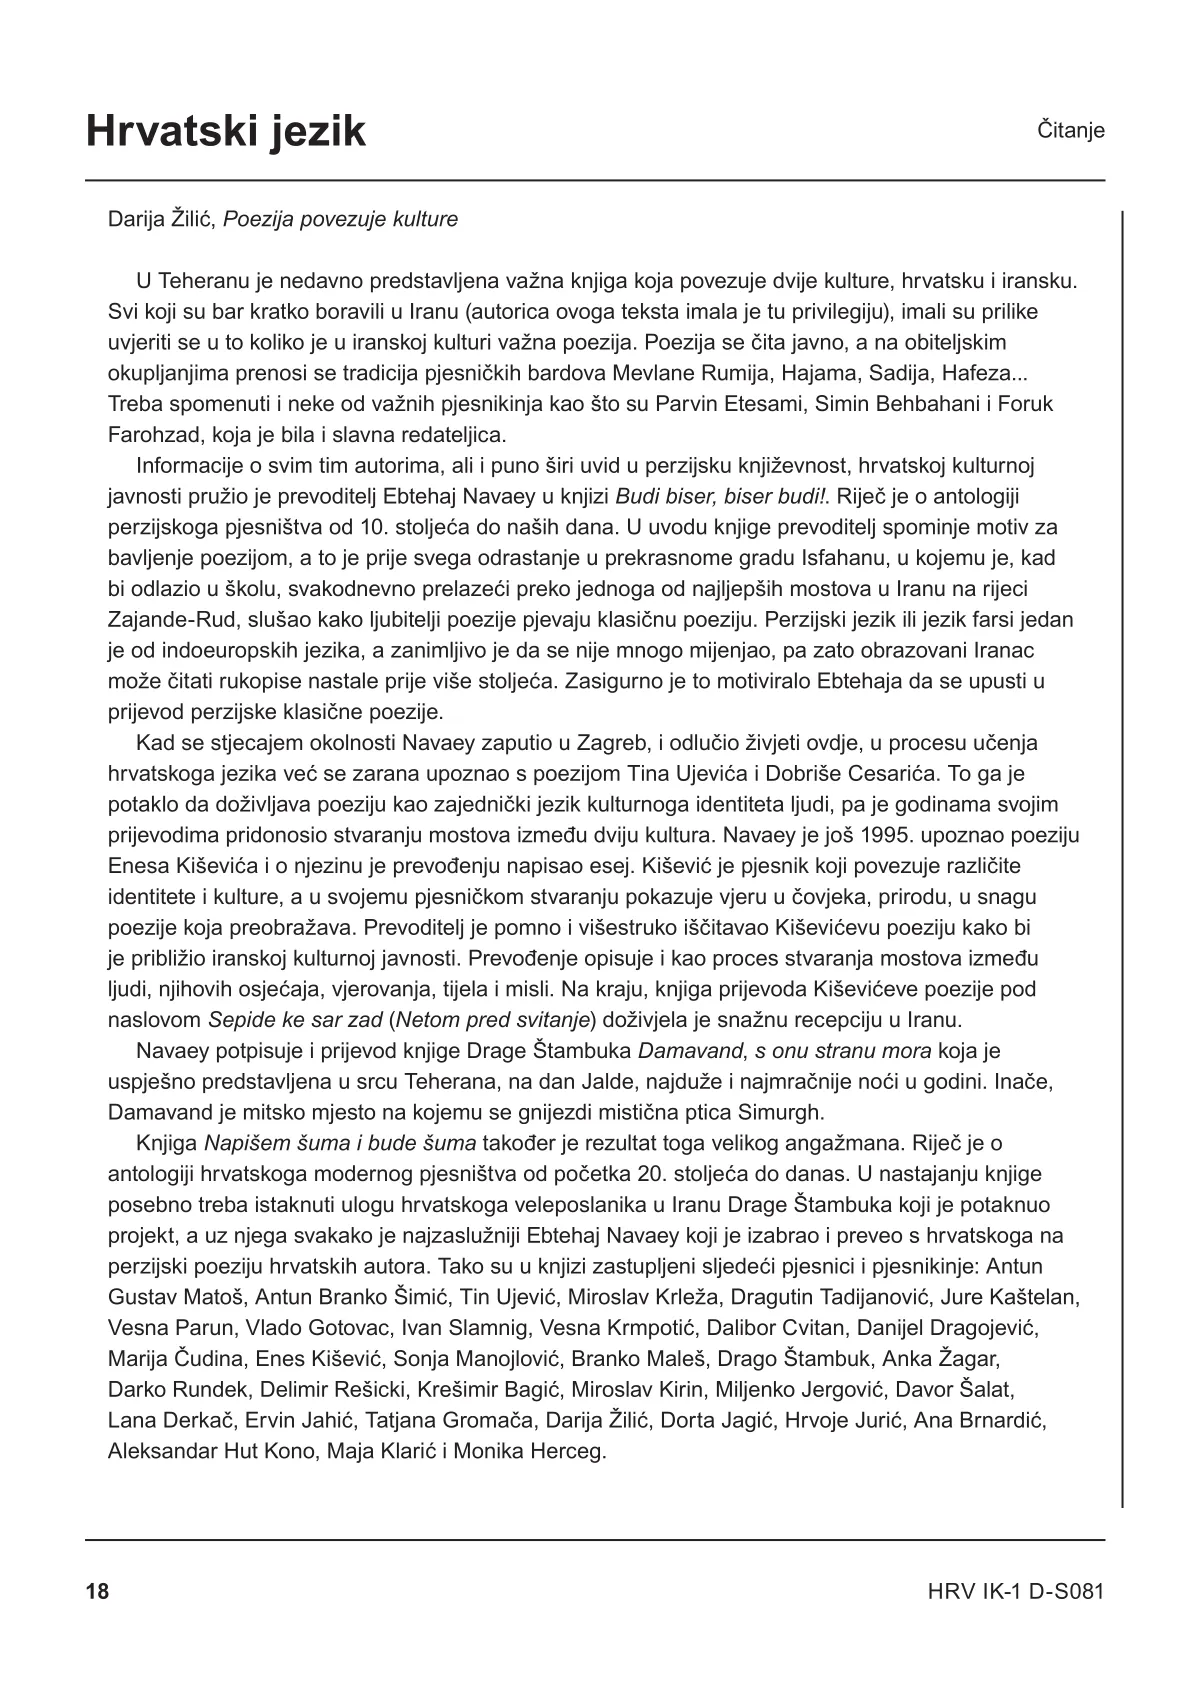 Hrvatski jezik
Čitanje
Darija Žilić, Poezija povezuje kulture
U Teheranu je nedavno predstavljena važna knjiga koja povezuje dvije kulture, hrvatsku i iransku.
Svi koji su bar kratko boravili u Iranu (autorica ovoga teksta imala je tu privilegiju), imali su prilike
uvjeriti se u to koliko je u iranskoj kulturi važna poezija. Poezija se čita javno, a na obiteljskim
okupljanjima prenosi se tradicija pjesničkih bardova Mevlane Rumija, Hajama, Sadija, Hafeza...
Treba spomenuti i neke od važnih pjesnikinja kao što su Parvin Etesami, Simin Behbahani i Foruk
Farohzad, koja je bila i slavna redateljica.
Informacije o svim tim autorima, ali i puno širi uvid u perzijsku književnost, hrvatskoj kulturnoj
javnosti pružio je prevoditelj Ebtehaj Navaey u knjizi Budi biser, biser budi!. Riječ je o antologiji
perzijskoga pjesništva od 10. stoljeća do naših dana. U uvodu knjige prevoditelj spominje motiv za
bavljenje poezijom, a to je prije svega odrastanje u prekrasnome gradu Isfahanu, u kojemu je, kad
bi odlazio u školu, svakodnevno prelazeći preko jednoga od najljepših mostova u Iranu na rijeci
Zajande-Rud, slušao kako ljubitelji poezije pjevaju klasičnu poeziju. Perzijski jezik ili jezik farsi jedan
je od indoeuropskih jezika, a zanimljivo je da se nije mnogo mijenjao, pa zato obrazovani Iranac
može čitati rukopise nastale prije više stoljeća. Zasigurno je to motiviralo Ebtehaja da se upusti u
prijevod perzijske klasične poezije.
Kad se stjecajem okolnosti Navaey zaputio u Zagreb, i odlučio živjeti ovdje, u procesu učenja
hrvatskoga jezika već se zarana upoznao s poezijom Tina Ujevića i Dobriše Cesarića. To ga je
potaklo da doživljava poeziju kao zajednički jezik kulturnoga identiteta ljudi, pa je godinama svojim
prijevodima pridonosio stvaranju mostova između dviju kultura. Navaey je još 1995. upoznao poeziju
Enesa Kiševića i o njezinu je prevođenju napisao esej. Kišević je pjesnik koji povezuje različite
identitete i kulture, a u svojemu pjesničkom stvaranju pokazuje vjeru u čovjeka, prirodu, u snagu
poezije koja preobražava. Prevoditelj je pomno i višestruko iščitavao Kiševićevu poeziju kako bi
je približio iranskoj kulturnoj javnosti. Prevođenje opisuje i kao proces stvaranja mostova između
ljudi, njihovih osjećaja, vjerovanja, tijela i misli. Na kraju, knjiga prijevoda Kiševićeve poezije pod
naslovom Sepide ke sar zad (Netom pred svitanje) doživjela je snažnu recepciju u Iranu.
Navaey potpisuje i prijevod knjige Drage Štambuka Damavand, s onu stranu mora koja je
uspješno predstavljena u srcu Teherana, na dan Jalde, najduže i najmračnije noći u godini. Inače,
Damavand je mitsko mjesto na kojemu se gnijezdi mistična ptica Simurgh.
Knjiga Napišem šuma i bude šuma također je rezultat toga velikog angažmana. Riječ je o
antologiji hrvatskoga modernog pjesništva od početka 20. stoljeća do danas. U nastajanju knjige
posebno treba istaknuti ulogu hrvatskoga veleposlanika u Iranu Drage Štambuka koji je potaknuo
projekt, a uz njega svakako je najzaslužniji Ebtehaj Navaey koji je izabrao i preveo s hrvatskoga na
perzijski poeziju hrvatskih autora. Tako su u knjizi zastupljeni sljedeći pjesnici i pjesnikinje: Antun
Gustav Matoš, Antun Branko Šimić, Tin Ujević, Miroslav Krleža, Dragutin Tadijanović, Jure Kaštelan,
Vesna Parun, Vlado Gotovac, Ivan Slamnig, Vesna Krmpotić, Dalibor Cvitan, Danijel Dragojević,
Marija Čudina, Enes Kišević, Sonja Manojlović, Branko Maleš, Drago Štambuk, Anka Žagar,
Darko Rundek, Delimir Rešicki, Krešimir Bagić, Miroslav Kirin, Miljenko Jergović, Davor Šalat,
Lana Derkač, Ervin Jahić, Tatjana Gromača, Darija Žilić, Dorta Jagić, Hrvoje Jurić, Ana Brnardić,
Aleksandar Hut Kono, Maja Klarić i Monika Herceg.
18
HRV IK-1 D-S081